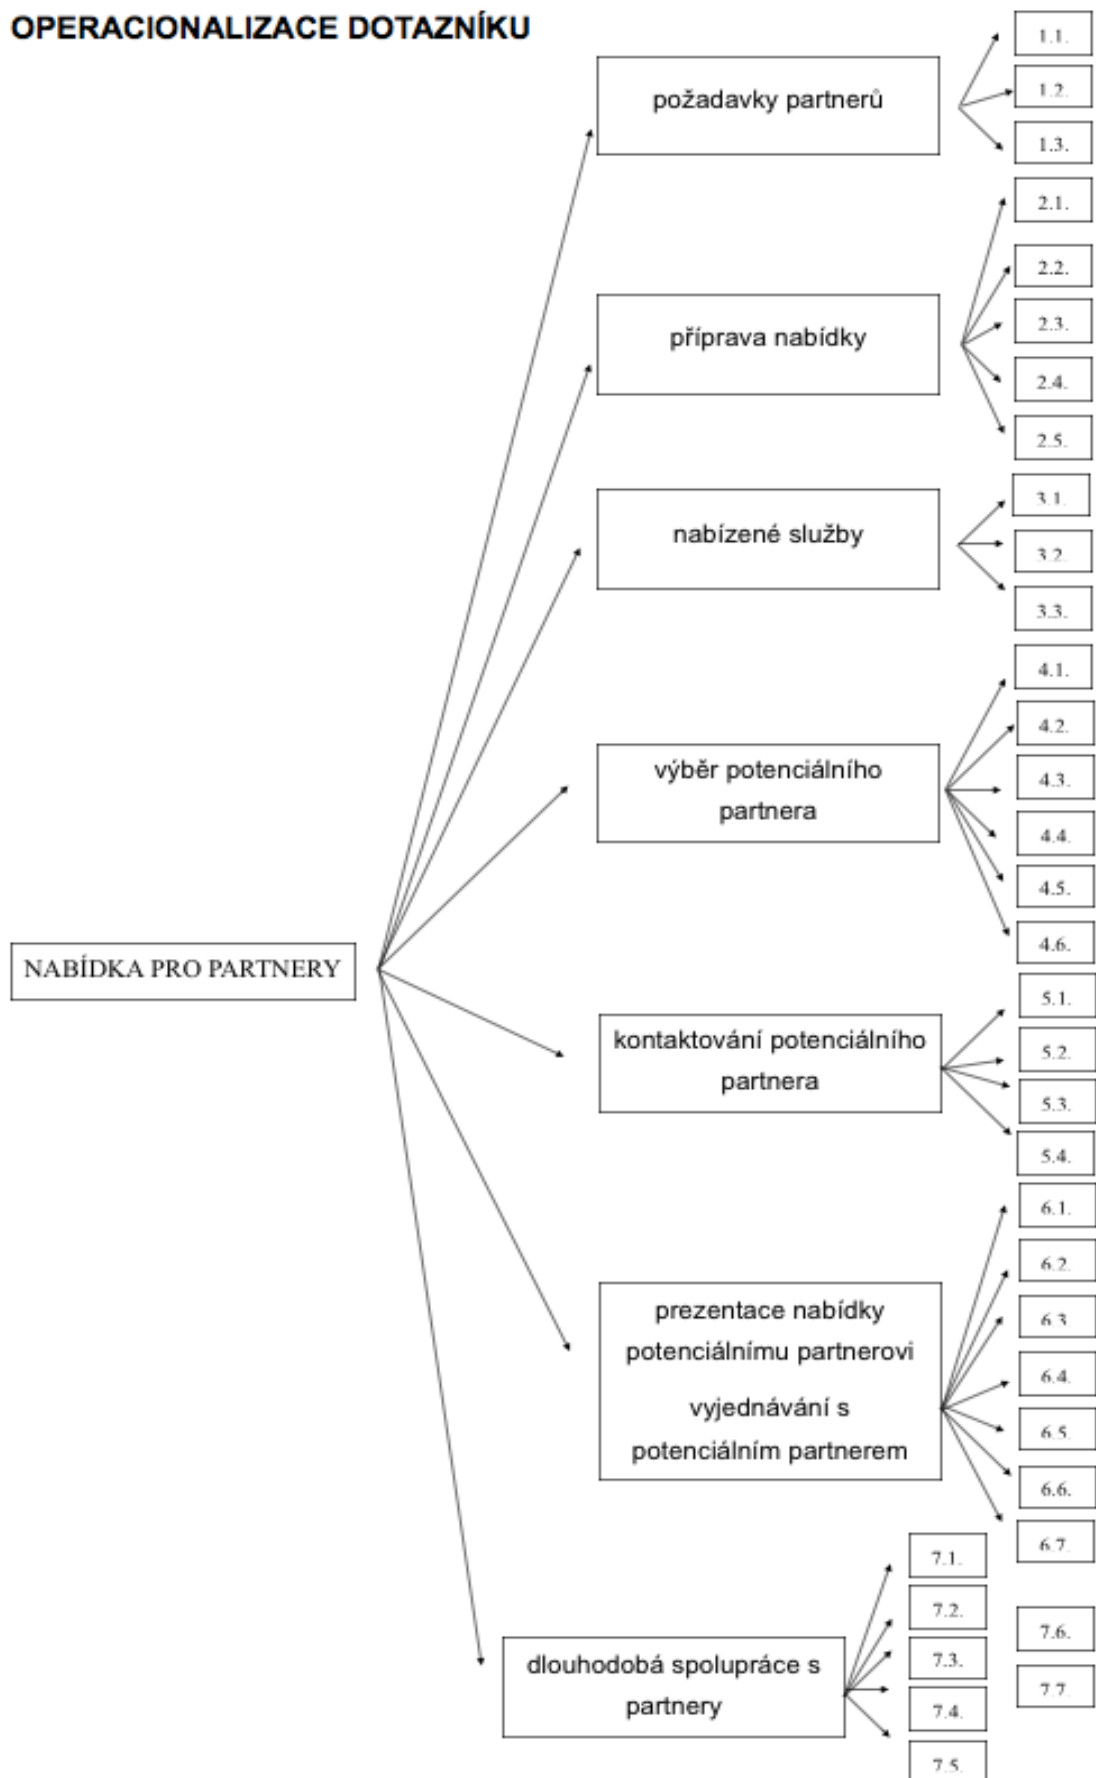 OPERACIONALIZACE DOTAZNÍKU
NABÍDKA PRO PARTNERY
požadavky partnerů
1.1.
1.2.
1.3.
příprava nabídky
2.1.
2.2.
2.3.
2.4.
2.5.
nabízené služby
3.1.
3.2.
3.3.
výběr potenciálního
partnera
4.1.
4.2.
4.3.
4.4.
4.5.
4.6.
kontaktování potenciálního
partnera
5.1.
5.2.
5.3.
5.4.
prezentace nabídky
potenciálnímu partnerovi
vyjednávání s
potenciálním partnerem
6.1.
6.2.
6.3
6.4.
6.5.
6.6.
6.7.
dlouhodobá spolupráce s
partnery
7.1.
7.2.
7.3.
7.4.
7.5.
7.6.
7.7.